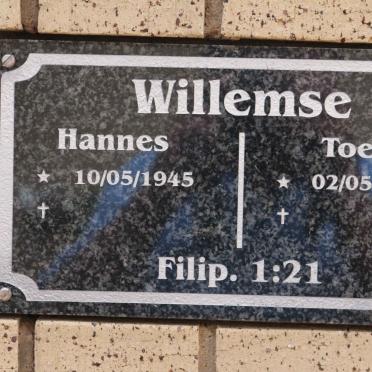 Willemse
Hannes
★ 10/05/1945
✝
Toe
★ 02/05
✝
Filip. 1:21